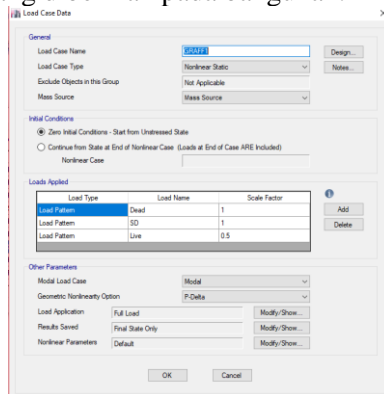 Load Case Data
General
Load Case Name GRAFF1 Design...
Load Case Type Nonlinear Static Notes...
Exclude Objects in this Group Not Applicable
Mass Source Mass Source
Initial Conditions
Zero Initial Conditions - Start from Unstressed State
Continue from State at End of Nonlinear Case (Loads at End of Case ARE Included)
Nonlinear Case
Loads Applied
Load Type Load Name Scale Factor
Load Pattern Dead 1 Add
Load Pattern SD 1 Delete
Load Pattern Live 0.5
Other Parameters
Modal Load Case Modal
Geometric Nonlinearity Option P-Delta
Load Application Full Load Modify/Show...
Results Saved Final State Only Modify/Show...
Nonlinear Parameters Default Modify/Show...
OK Cancel